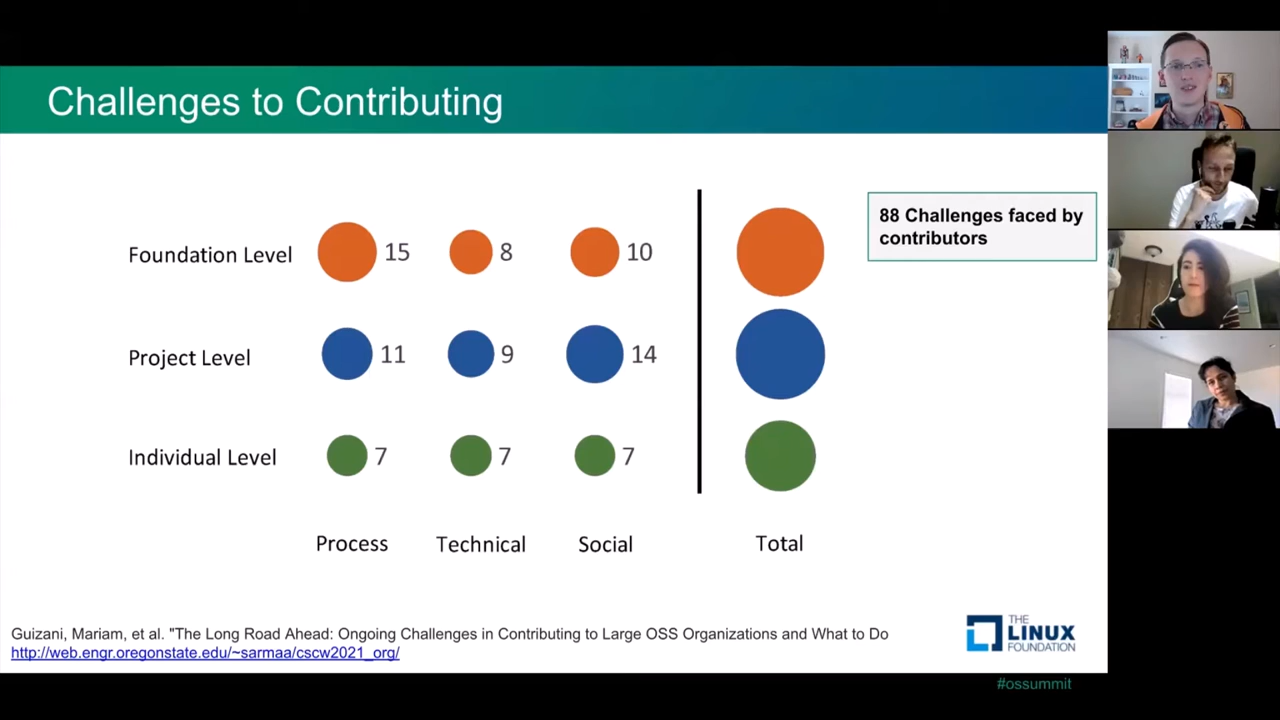 Challenges to Contributing
88 Challenges faced by
contributors
Foundation Level 15 8 10
Project Level 11 9 14
Individual Level 7 7 7
Process Technical Social Total
Guizani, Mariam, et al. "The Long Road Ahead: Ongoing Challenges in Contributing to Large OSS Organizations and What to Do
http://web.engr.oregonstate.edu/~sarmaa/cscw2021_org/
THE
LINUX
FOUNDATION
#ossummit